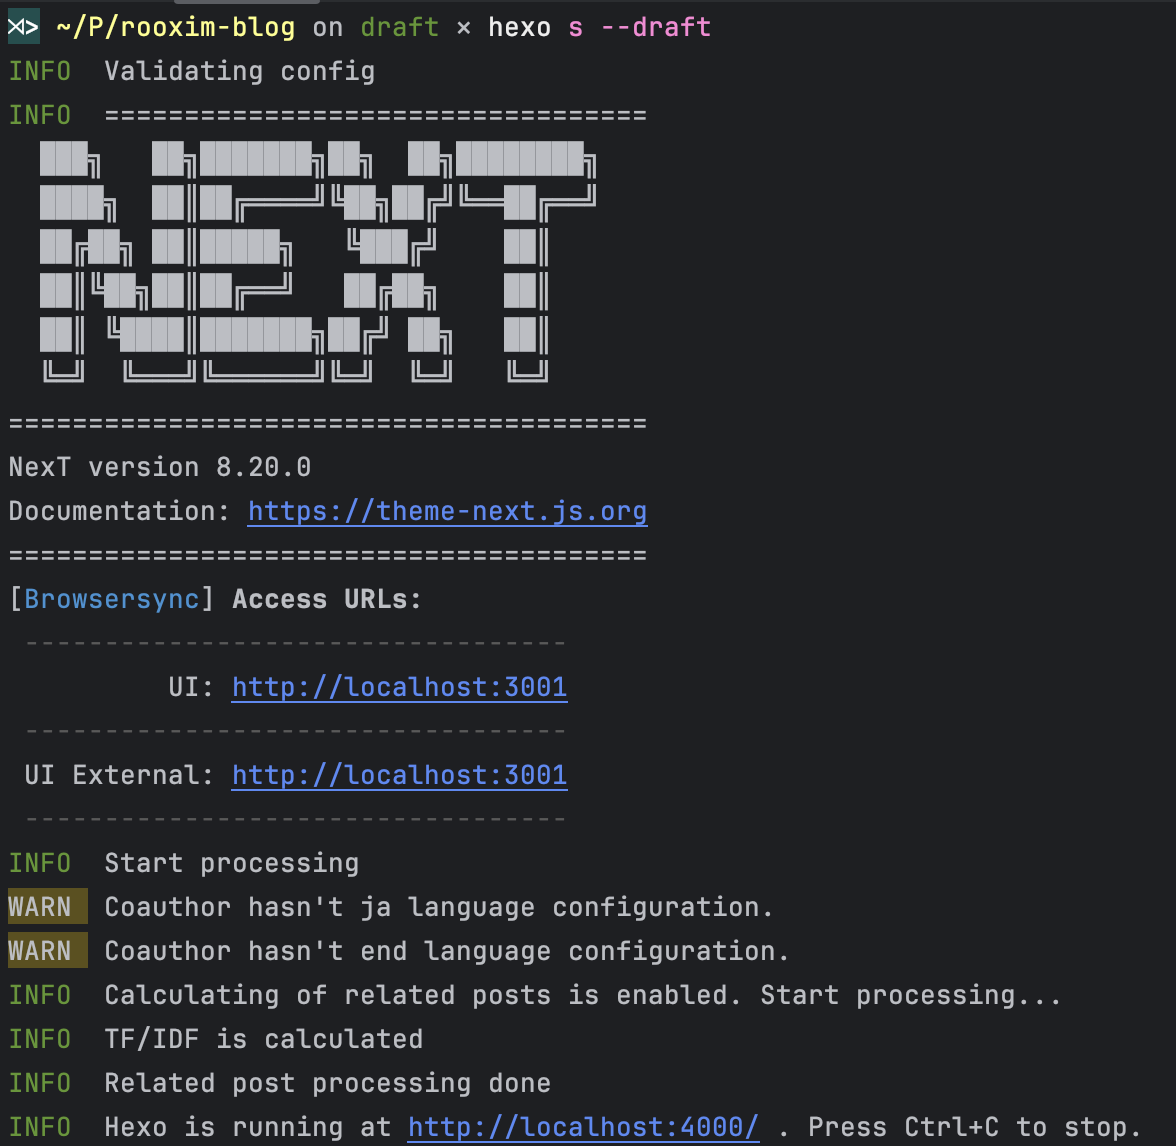 ~/P/rooxim-blog on draft × hexo s --draft
INFO  Validating config
INFO  ==================================
  ███╗   ██╗███████╗██╗  ██╗████████╗
  ████╗  ██║██╔════╝╚██╗██╔╝╚══██╔══╝
  ██╔██╗ ██║█████╗   ╚███╔╝    ██║
  ██║╚██╗██║██╔══╝   ██╔██╗    ██║
  ██║ ╚████║███████╗██╔╝ ██╗   ██║
  ╚═╝  ╚═══╝╚══════╝╚═╝  ╚═╝   ╚═╝
========================================
NexT version 8.20.0
Documentation: https://theme-next.js.org
========================================
[Browsersync] Access URLs:
 ----------------------------------
          UI: http://localhost:3001
 ----------------------------------
 UI External: http://localhost:3001
 ----------------------------------
INFO  Start processing
WARN  Coauthor hasn't ja language configuration.
WARN  Coauthor hasn't end language configuration.
INFO  Calculating of related posts is enabled. Start processing...
INFO  TF/IDF is calculated
INFO  Related post processing done
INFO  Hexo is running at http://localhost:4000/ . Press Ctrl+C to stop.